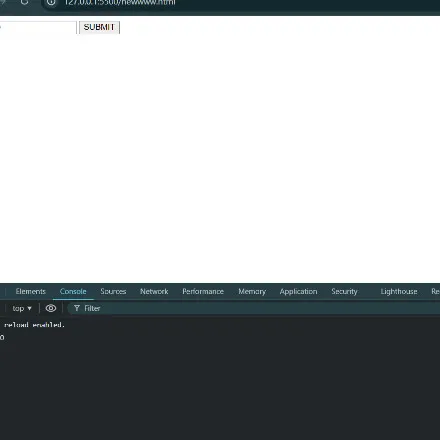 127.0.0.1:5500/newwww.html
SUBMIT
Elements Console Sources Network Performance Memory Application Security Lighthouse Re
top Filter
reload enabled.
0